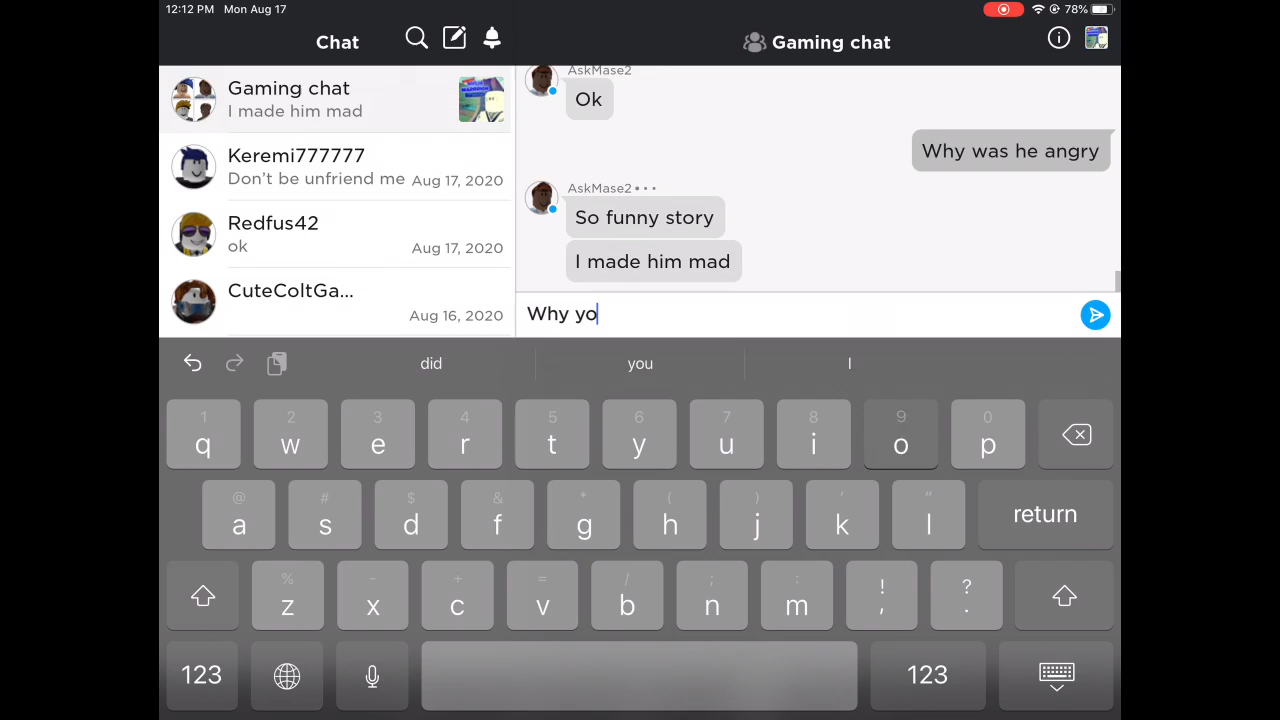 12:12 PM Mon Aug 17
78%
Chat
Gaming chat
Gaming chat
I made him mad
Keremi777777
Don't be unfriend me Aug 17, 2020
Redfus42
ok
Aug 17, 2020
CuteColtGa...
Aug 16, 2020
AskMase2
Ok
Why was he angry
AskMase2•••
So funny story
I made him mad
Why yo
did you I
1 2 3 4 5 6 7 8 9 0
q w e r t y u i o p
@ # $ & * ( ) ' "
a s d f g h j k l return
% - + = / ; : ! ?
z x c v b n m , .
123 123